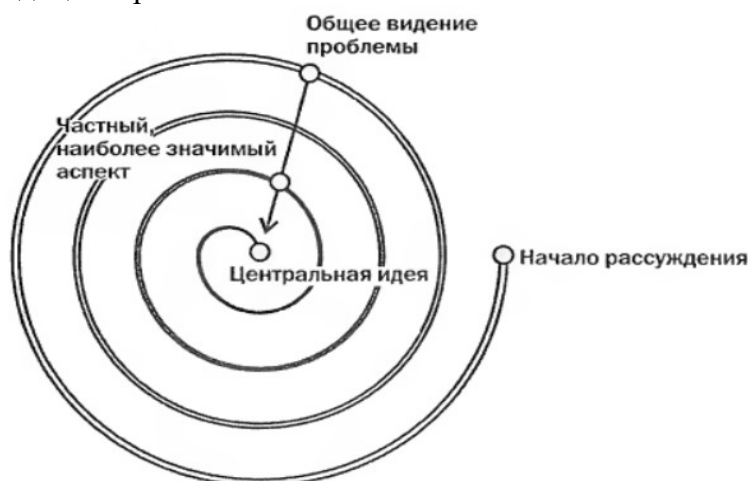 Общее видение
проблемы
Частный,
наиболее значимый
аспект
Центральная идея
Начало рассуждения